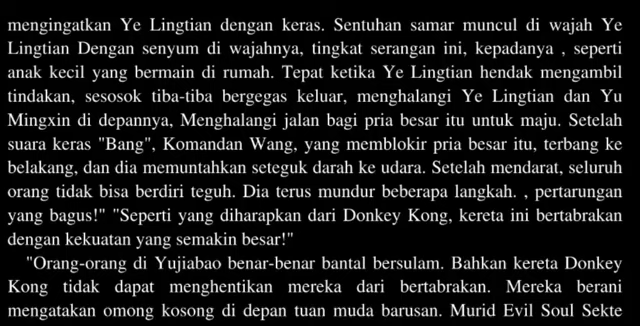 mengingatkan Ye Lingtian dengan keras. Sentuhan samar muncul di wajah Ye
Lingtian Dengan senyum di wajahnya, tingkat serangan ini, kepadanya , seperti
anak kecil yang bermain di rumah. Tepat ketika Ye Lingtian hendak mengambil
tindakan, sesosok tiba-tiba bergegas keluar, menghalangi Ye Lingtian dan Yu
Mingxin di depannya, Menghalangi jalan bagi pria besar itu untuk maju. Setelah
suara keras "Bang", Komandan Wang, yang memblokir pria besar itu, terbang ke
belakang, dan dia memuntahkan seteguk darah ke udara. Setelah mendarat, seluruh
orang tidak bisa berdiri teguh. Dia terus mundur beberapa langkah. , pertarungan
yang bagus!" "Seperti yang diharapkan dari Donkey Kong, kereta ini bertabrakan
dengan kekuatan yang semakin besar!"
"Orang-orang di Yujiabao benar-benar bantal bersulam. Bahkan kereta Donkey
Kong tidak dapat menghentikan mereka dari bertabrakan. Mereka berani
mengatakan omong kosong di depan tuan muda barusan. Murid Evil Soul Sekte